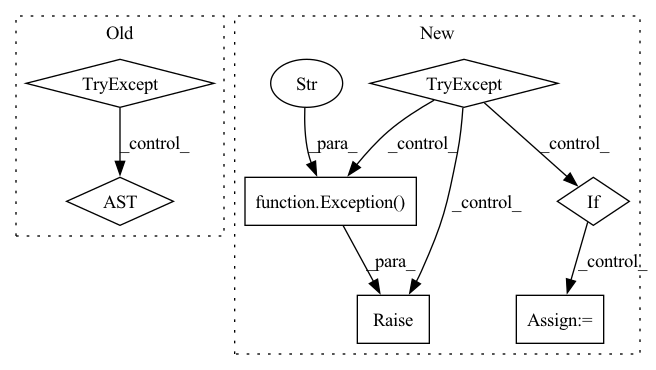 Old
New
TryExcept
Str
TryExcept
_control_
_para_
_control_
_control_
AST
function.Exception()
If
_control_
_para_
_control_
Raise
Assign:=